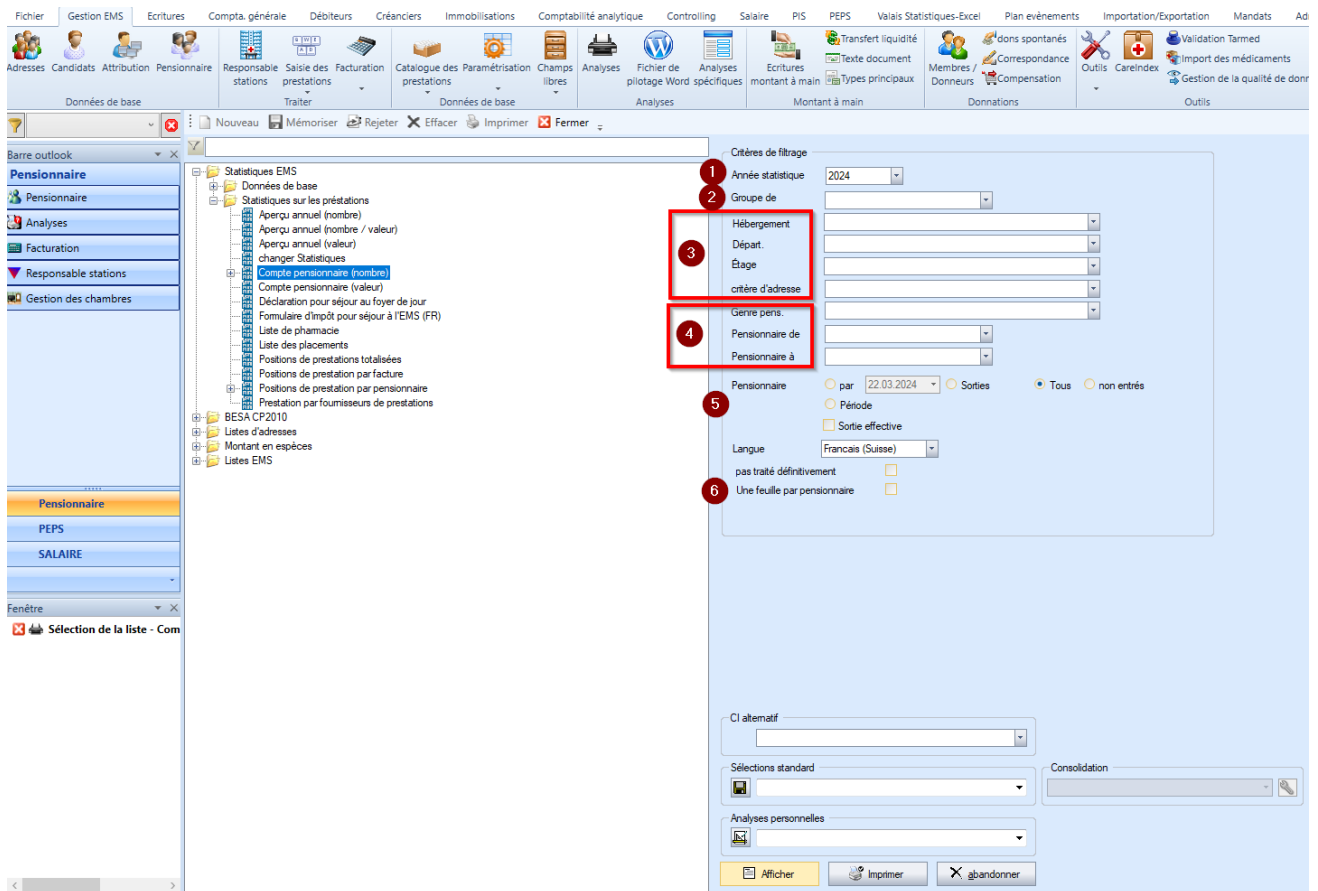 Fichier Gestion EMS Ecritures Compta. générale Débiteurs Créanciers Immobilisations Comptabilité analytique Controlling Salaire PIS PEPS Valais Statistiques-Excel Plan evènements Importation/Exportation Mandats
Adresses Candidats Attribution Pensionnaire
Responsable stations
Saisie des prestations
Facturation
Catalogue des prestations
Paramétrisation
Champs libres
Analyses
Fichier de pilotage Word
Analyses spécifiques
Ecritures montant à main
Transfert liquidité
Texte document
Types principaux
Membres / Donneurs
dons spontanés
Correspondance
Compensation
Outils
CareIndex
Validation Tarmed
Import des médicaments
Gestion de la qualité de donr
Données de base Traiter Données de base Analyses Montant à main Donnations Outils
Nouveau Mémoriser Rejeter Effacer Imprimer Fermer
Barre outlook
Pensionnaire
Pensionnaire
Analyses
Facturation
Responsable stations
Gestion des chambres
Pensionnaire
PEPS
SALAIRE
Fenêtre
Sélection de la liste - Com
Statistiques EMS
Données de base
Statistiques sur les préstations
Aperçu annuel (nombre)
Aperçu annuel (nombre / valeur)
Aperçu annuel (valeur)
changer Statistiques
Compte pensionnaire (nombre)
Compte pensionnaire (valeur)
Déclaration pour séjour au foyer de jour
Formulaire d'impôt pour séjour à l'EMS (FR)
Liste de pharmacie
Liste des placements
Positions de prestations totalisées
Positions de prestation par facture
Positions de prestation par pensionnaire
Prestation par fournisseurs de prestations
BESA CP2010
Listes d'adresses
Montant en espèces
Listes EMS
Critères de filtrage
1 Année statistique 2024
2 Groupe de
Hébergement
3 Départ.
Étage
critère d'adresse
Genre pens.
4 Pensionnaire de
Pensionnaire à
Pensionnaire par 22.03.2024 Sorties Tous non entrés
5 Période
Sortie effective
Langue Francais (Suisse)
pas traité définitivement
6 Une feuille par pensionnaire
CI alternatif
Sélections standard
Consolidation
Analyses personnelles
Afficher Imprimer abandonner